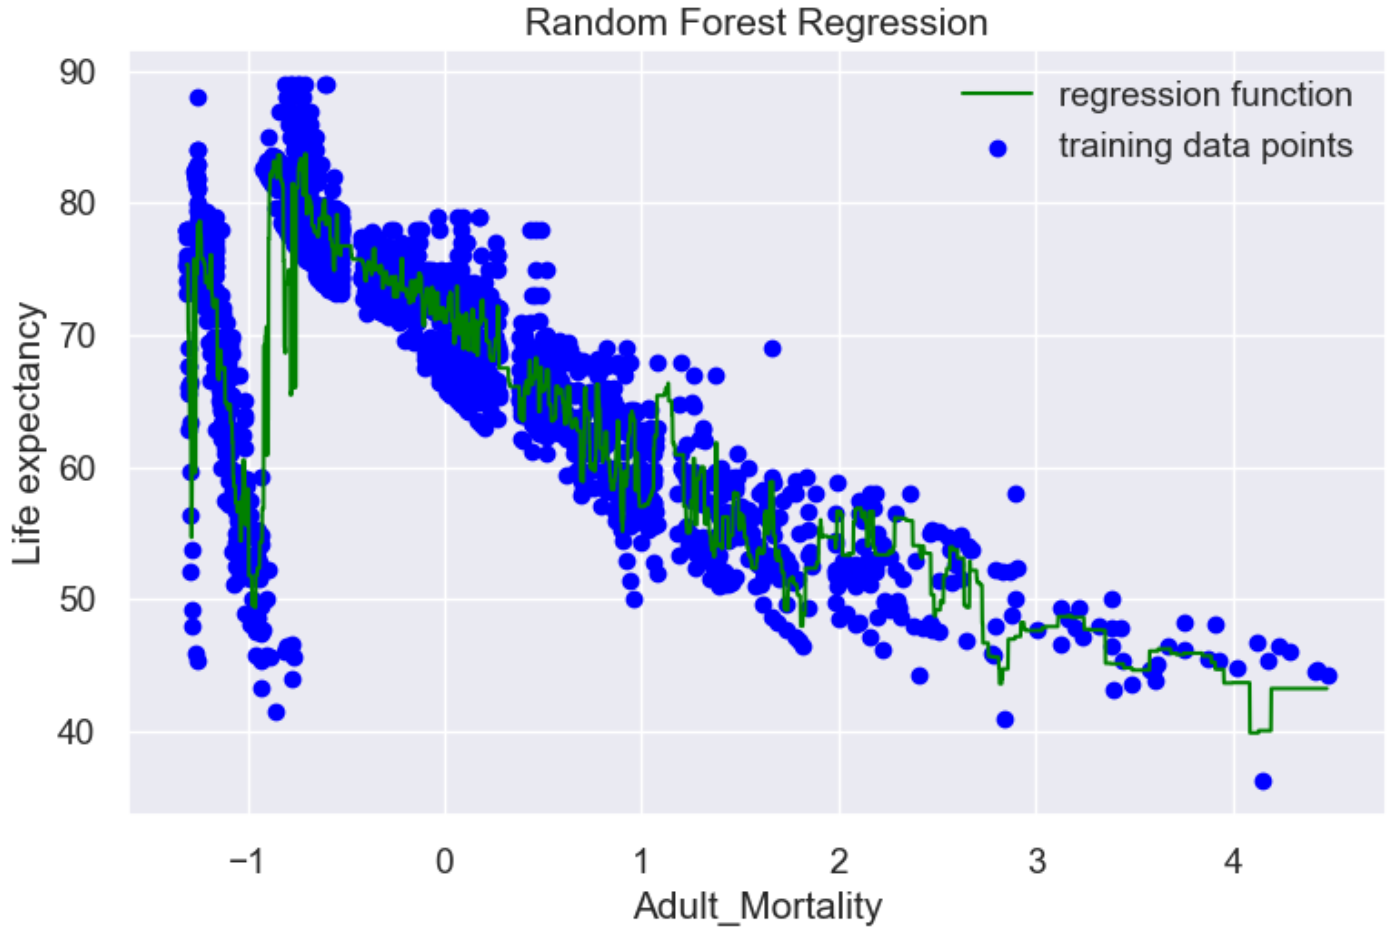 Random Forest Regression
90
80
70
60
50
40
Life expectancy
regression function
training data points
−1
0
1
2
3
4
Adult_Mortality